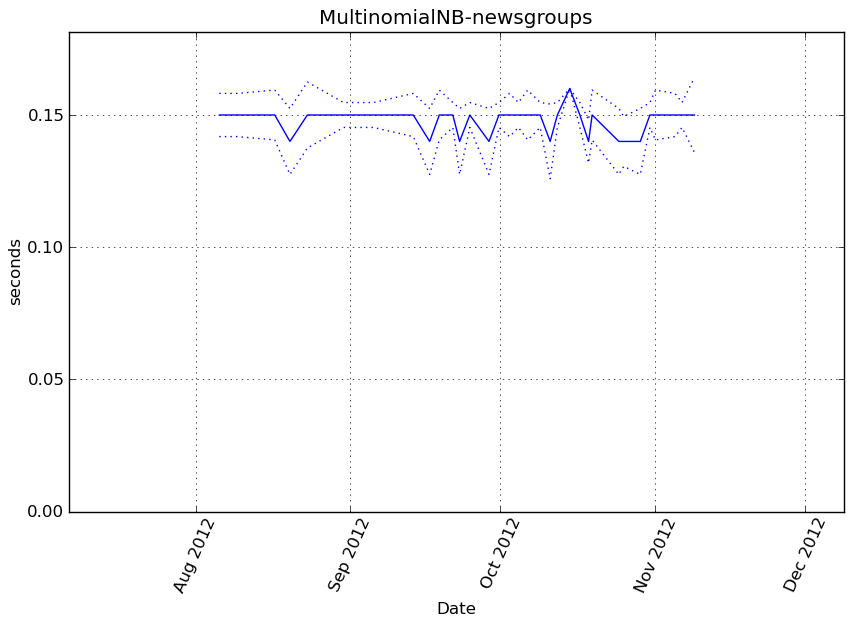 MultinomialNB-newsgroups
seconds
0.15
0.10
0.05
0.00
Aug 2012
Sep 2012
Oct 2012
Nov 2012
Dec 2012
Date